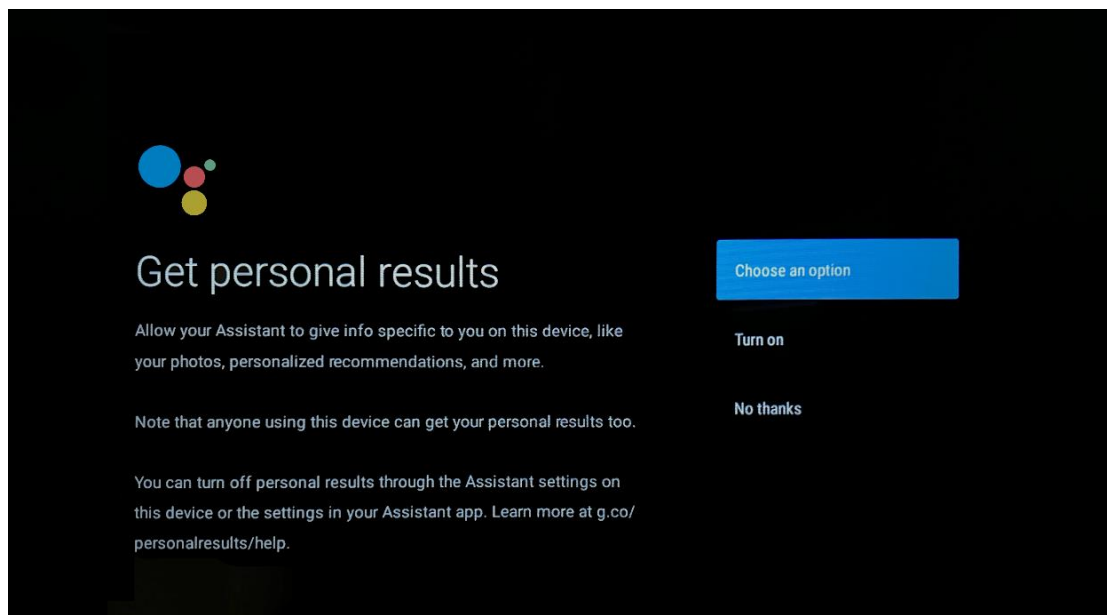 Get personal results
Allow your Assistant to give info specific to you on this device, like
your photos, personalized recommendations, and more.
Note that anyone using this device can get your personal results too.
You can turn off personal results through the Assistant settings on
this device or the settings in your Assistant app. Learn more at g.co/
personalresults/help.
Choose an option
Turn on
No thanks